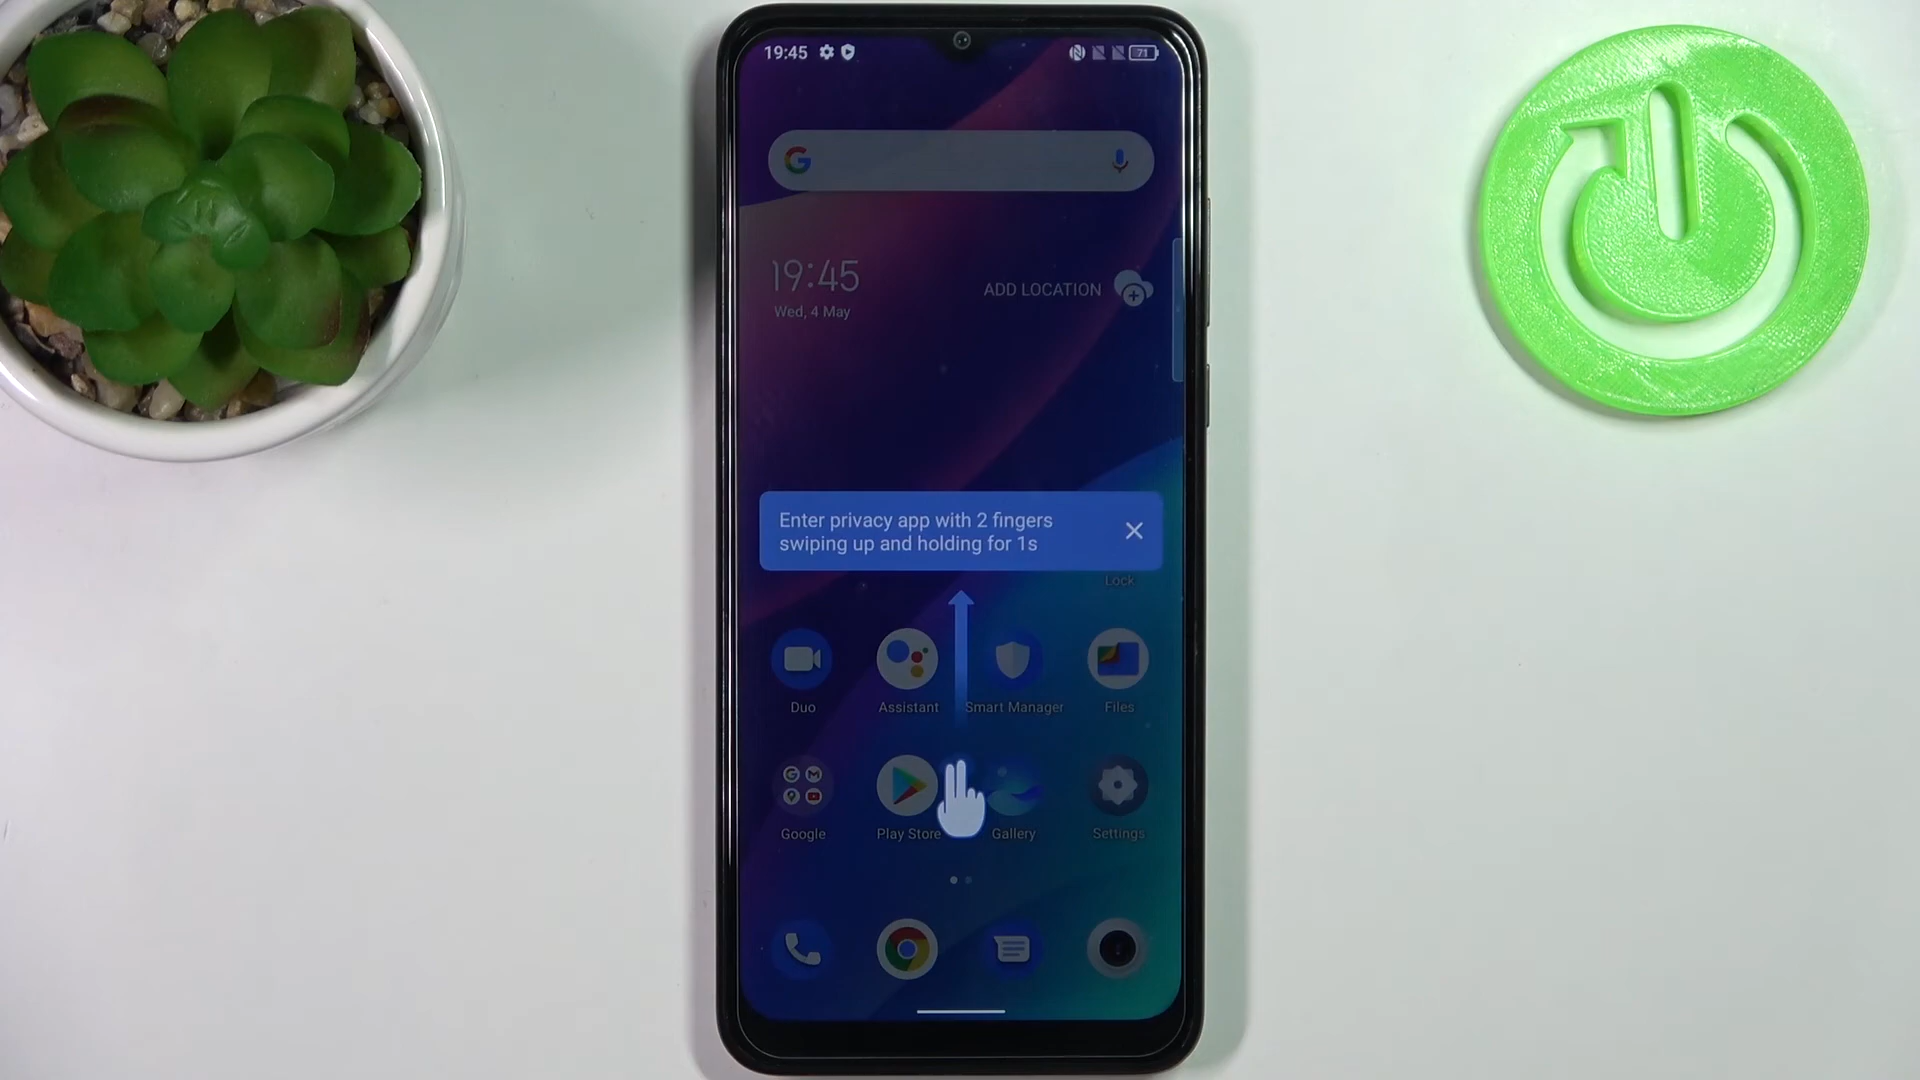 19:45
71
19:45
Wed, 4 May
ADD LOCATION
Enter privacy app with 2 fingers
swiping up and holding for 1s
Lock
Duo
Assistant
Smart Manager
Files
Google
Play Store
Gallery
Settings